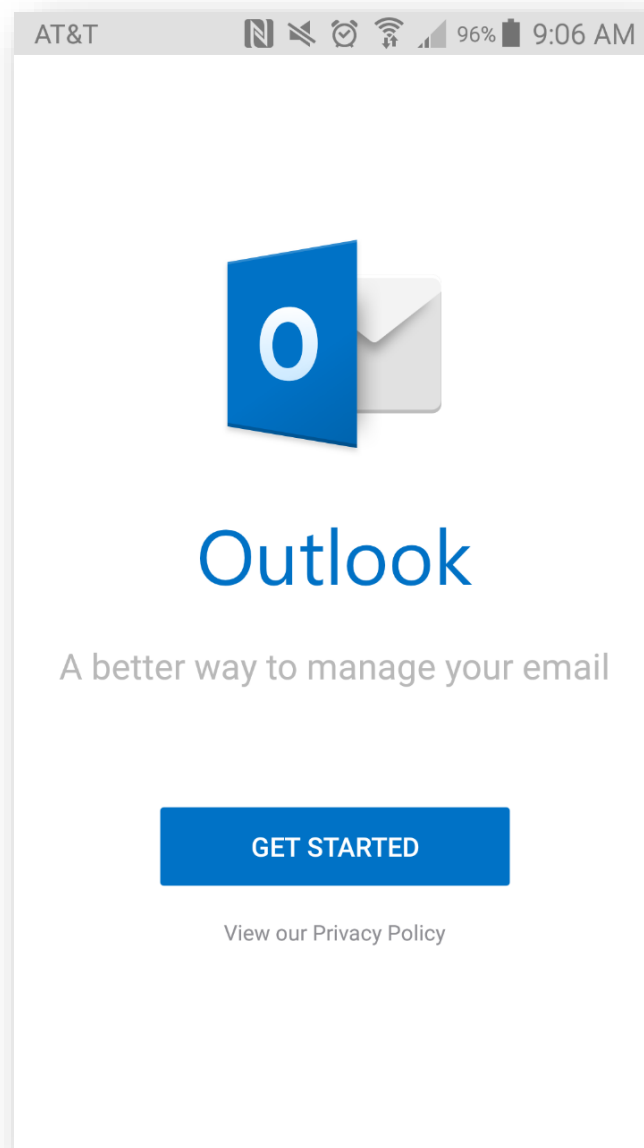 AT&T 96% 9:06 AM
O
Outlook
A better way to manage your email
GET STARTED
View our Privacy Policy